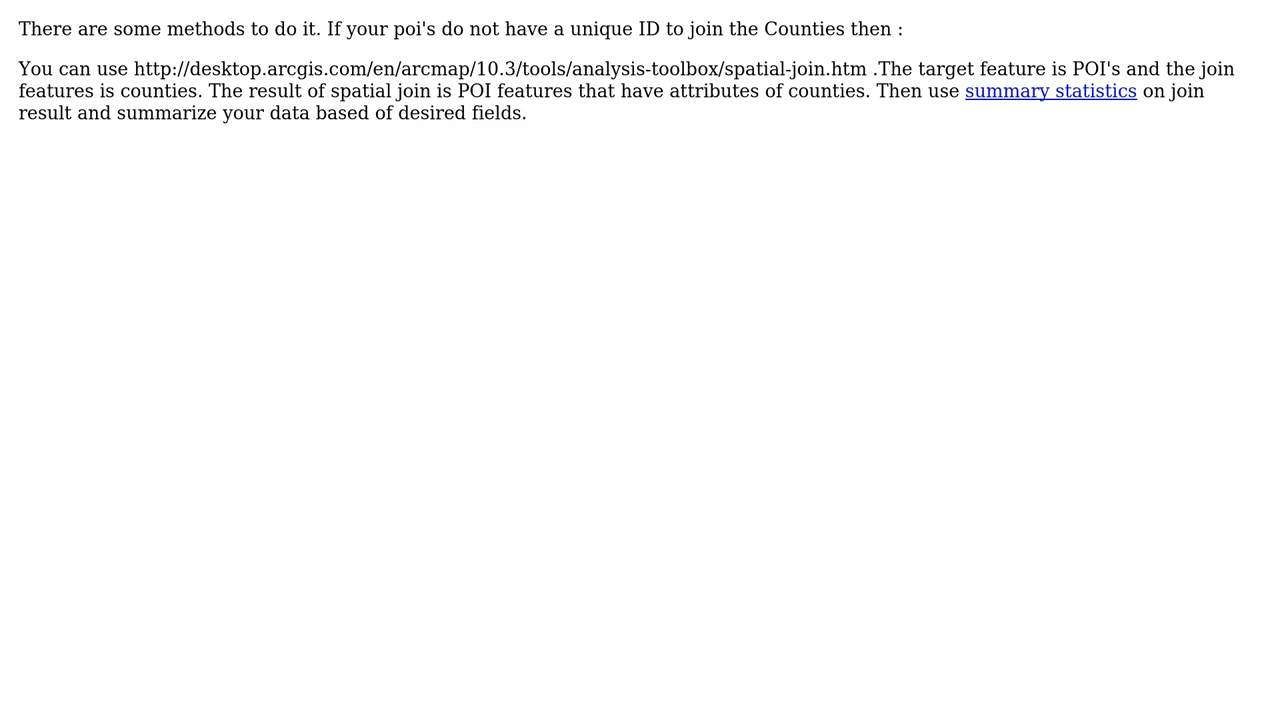 There are some methods to do it. If your poi's do not have a unique ID to join the Counties then :
You can use http://desktop.arcgis.com/en/arcmap/10.3/tools/analysis-toolbox/spatial-join.htm .The target feature is POI's and the join
features is counties. The result of spatial join is POI features that have attributes of counties. Then use summary statistics on join
result and summarize your data based of desired fields.